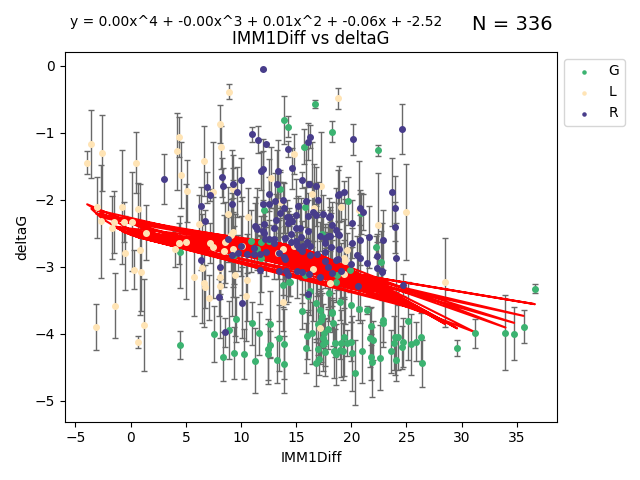 y = 0.00x^4 + -0.00x^3 + 0.01x^2 + -0.06x + -2.52
N = 336
IMM1Diff vs deltaG
G
L
R
deltaG
0
−1
−2
−3
−4
−5
−5 0 5 10 15 20 25 30 35
IMM1Diff